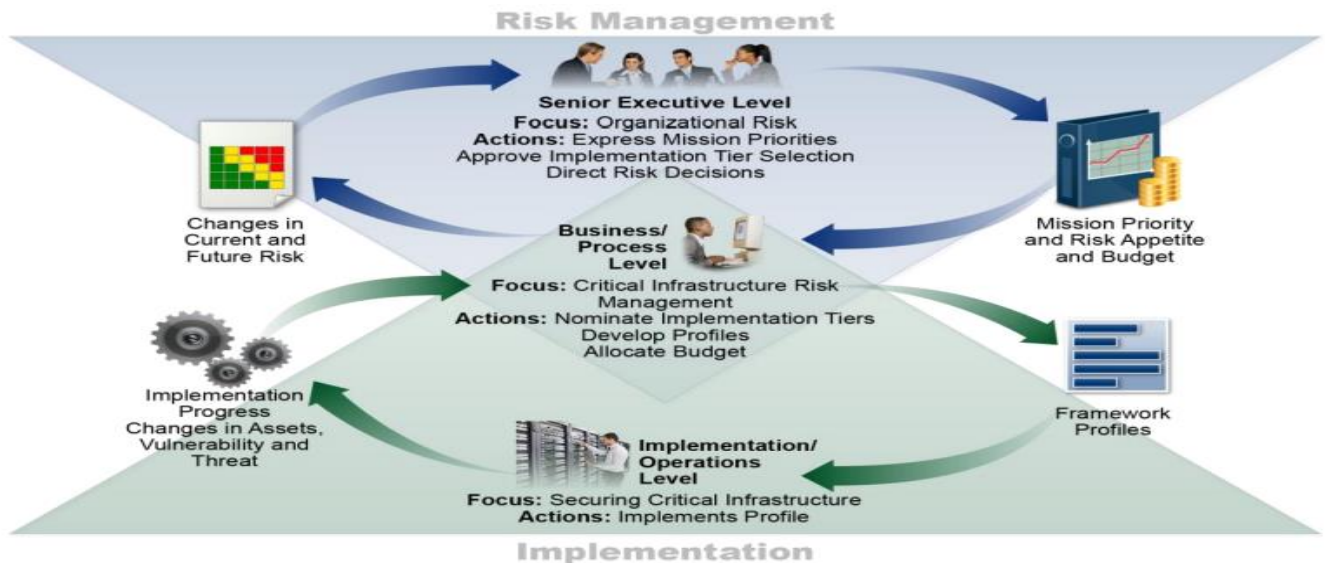 Risk Management
Senior Executive Level
Focus: Organizational Risk
Actions: Express Mission Priorities
Approve Implementation Tier Selection
Direct Risk Decisions
Changes in
Current and
Future Risk
Mission Priority
and Risk Appetite
and Budget
Business/
Process
Level
Focus: Critical Infrastructure Risk
Management
Actions: Nominate Implementation Tiers
Develop Profiles
Allocate Budget
Implementation
Progress
Changes in Assets,
Vulnerability and
Threat
Framework
Profiles
Implementation/
Operations
Level
Focus: Securing Critical Infrastructure
Actions: Implements Profile
Implementation